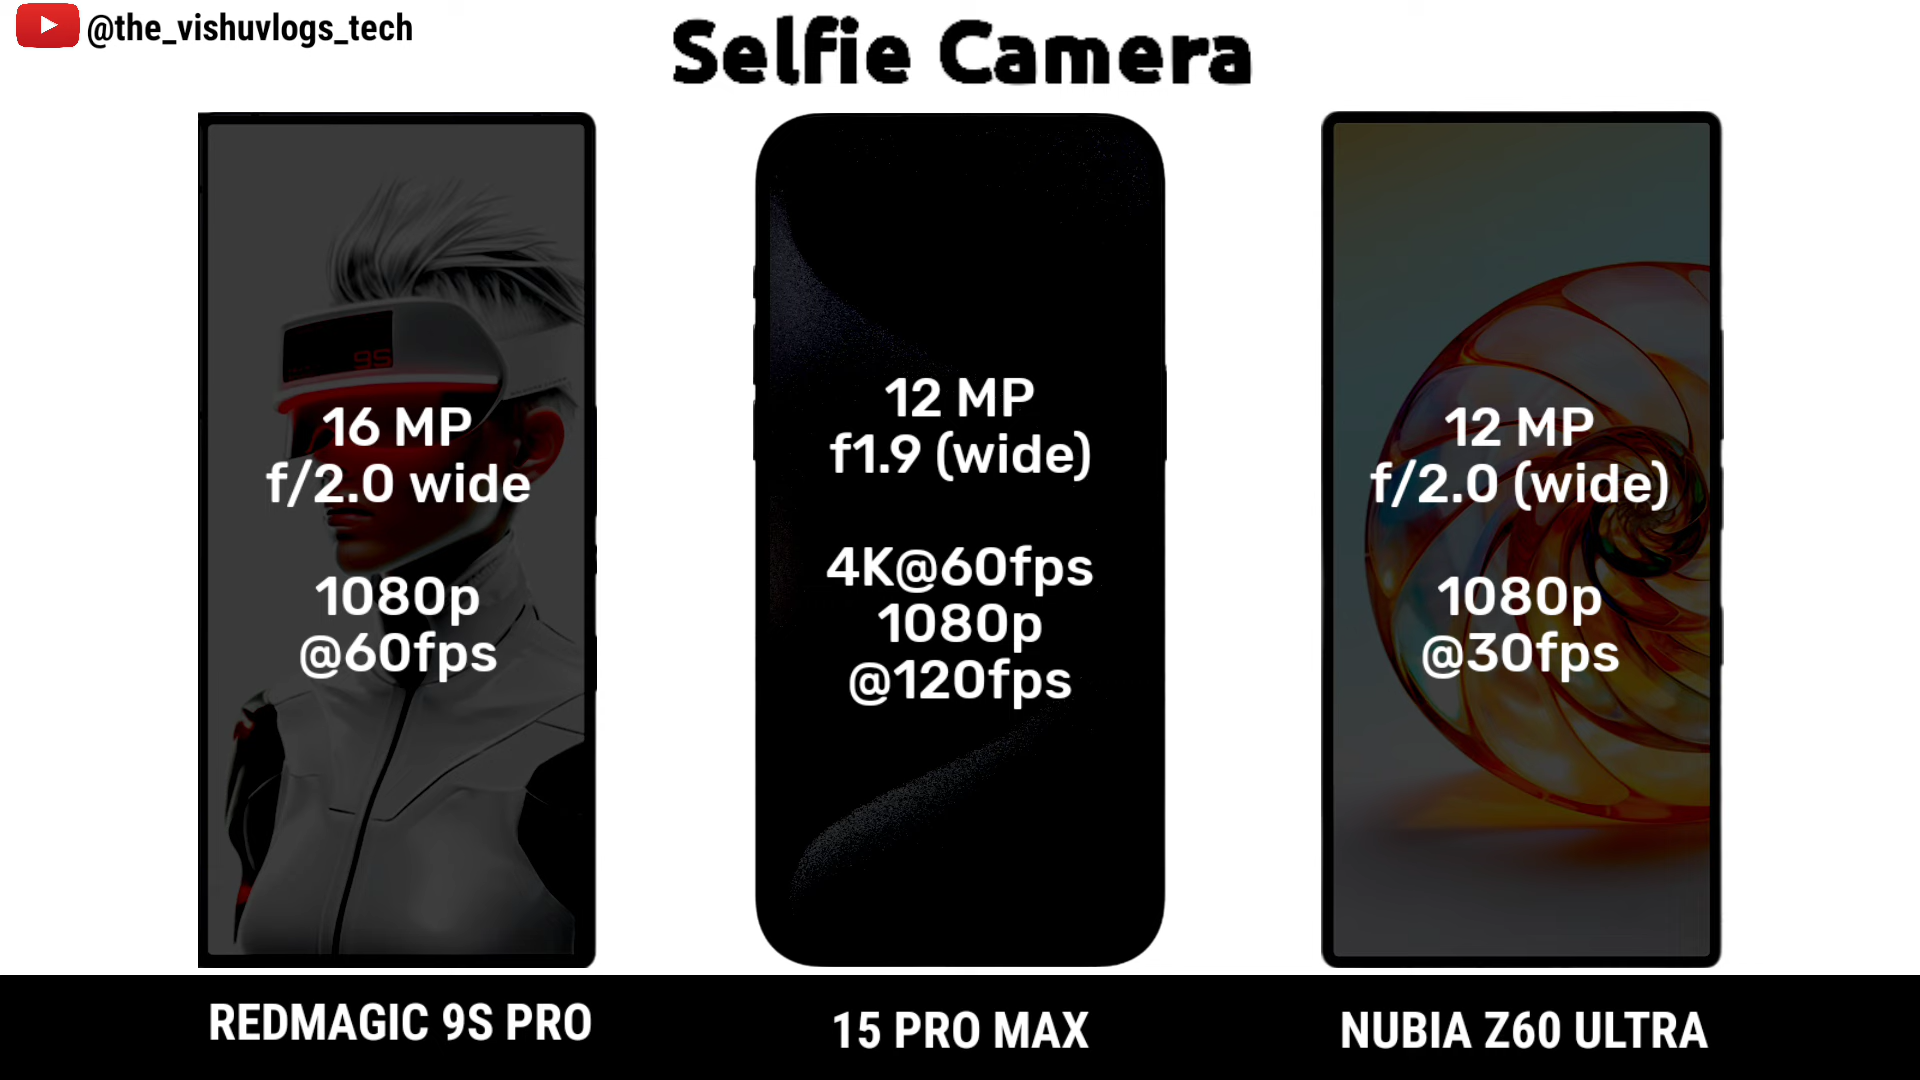 @the_vishuvlogs_tech
Selfie Camera
9S
16 MP
f/2.0 wide
1080p
@60fps
12 MP
f1.9 (wide)
4K@60fps
1080p
@120fps
12 MP
f/2.0 (wide)
1080p
@30fps
REDMAGIC 9S PRO
15 PRO MAX
NUBIA Z60 ULTRA